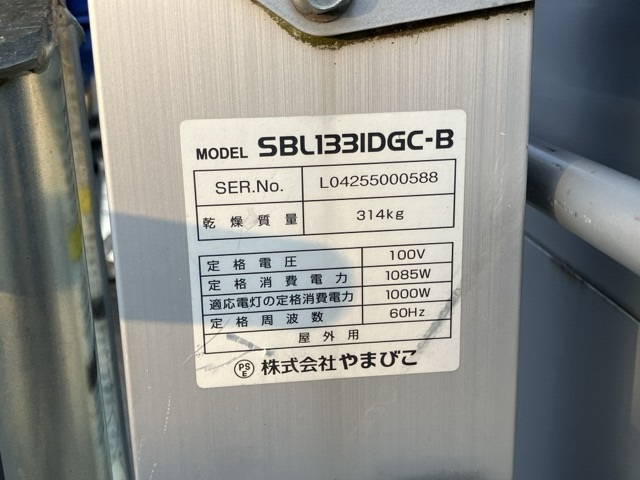 MODEL SBL133IDGC-B
SER.No. L04255000588
乾燥質量 314kg
定格電圧 100V
定格消費電力 1085W
適応電灯の定格消費電力 1000W
定格周波数 60Hz
屋外用
PSE 株式会社やまびこ